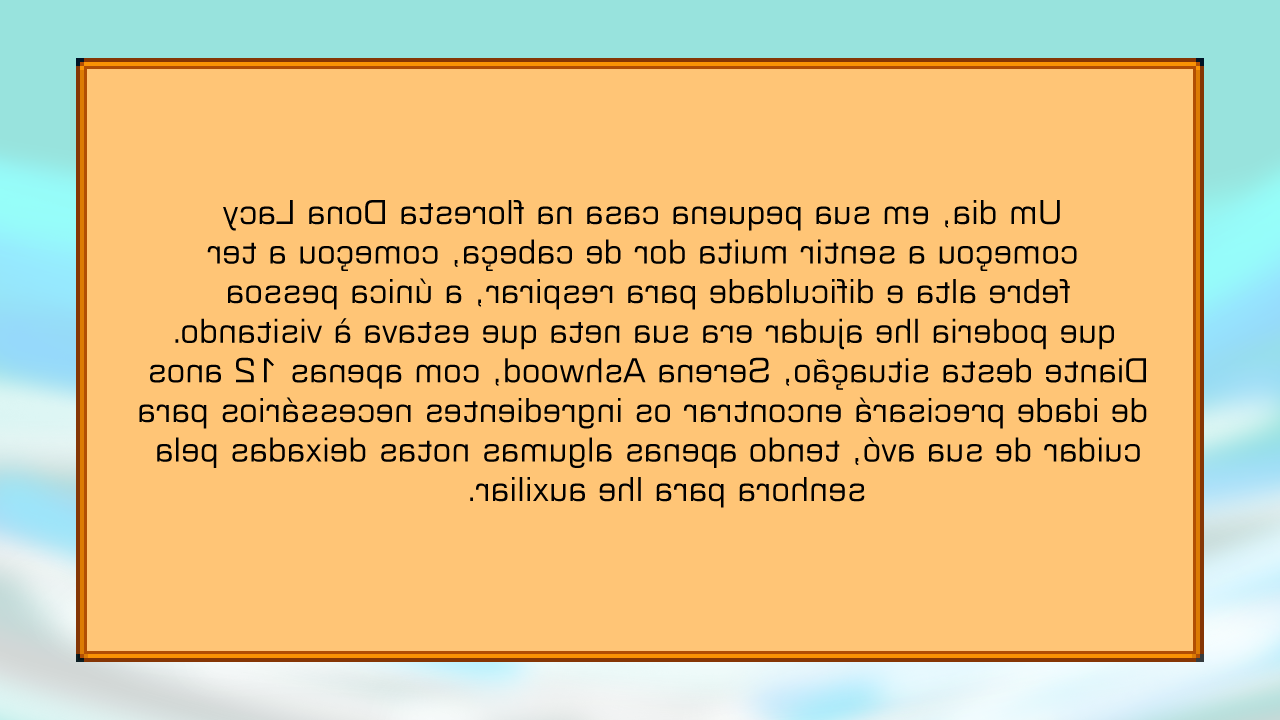 Um dia, em sua pequena casa na floresta Dona Lacy
começou a sentir muita dor de cabeça, começou a ter
febre alta e dificuldade para respirar, a única pessoa
que poderia lhe ajudar era sua neta que estava à visitando.
Diante desta situação, Serena Ashwood, com apenas 12 anos
de idade precisará encontrar os ingredientes necessários para
cuidar de sua avó, tendo apenas algumas notas deixadas pela
senhora para lhe auxiliar.